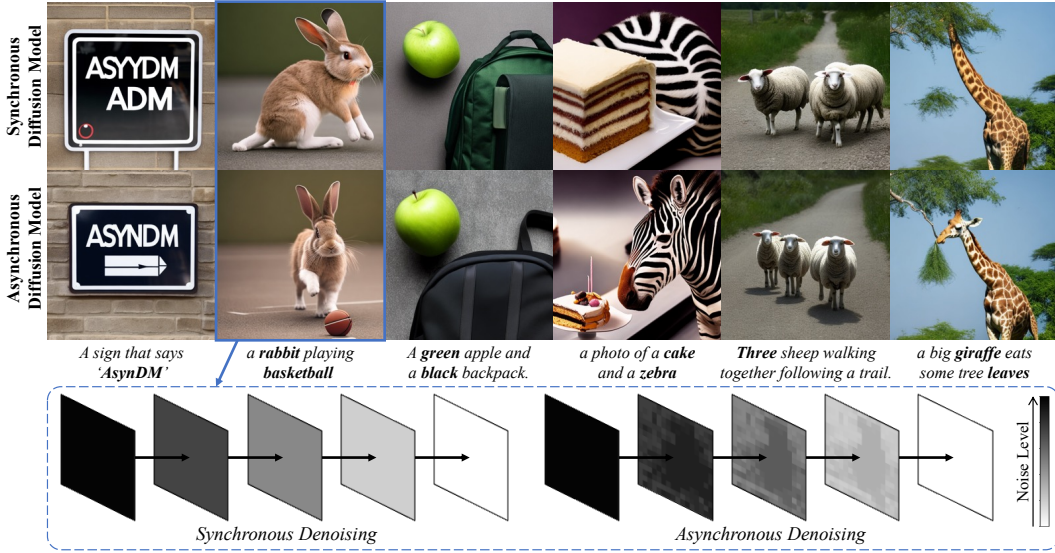 Synchronous
Diffusion Model
ASYYDM
ADM
Asynchronous
Diffusion Model
ASYNDM
A sign that says
‘AsynDM’
a rabbit playing
basketball
A green apple and
a black backpack.
a photo of a cake
and a zebra
Three sheep walking
together following a trail.
a big giraffe eats
some tree leaves
Synchronous Denoising
Asynchronous Denoising
Noise Level